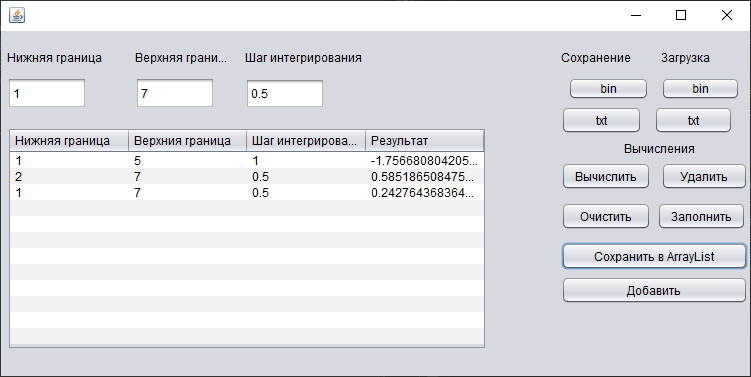 Нижняя граница Верхняя грани... Шаг интегрирования Сохранение Загрузка
1 7 0.5 bin bin
txt txt
Вычисления
Нижняя граница Верхния граница Шаг интегрирова... Результат
1 5 1 -1.756680804205...
2 7 0.5 0.585186508475...
1 7 0.5 0.242764368364...
Вычислить Удалить
Очистить Заполнить
Сохранить в ArrayList
Добавить